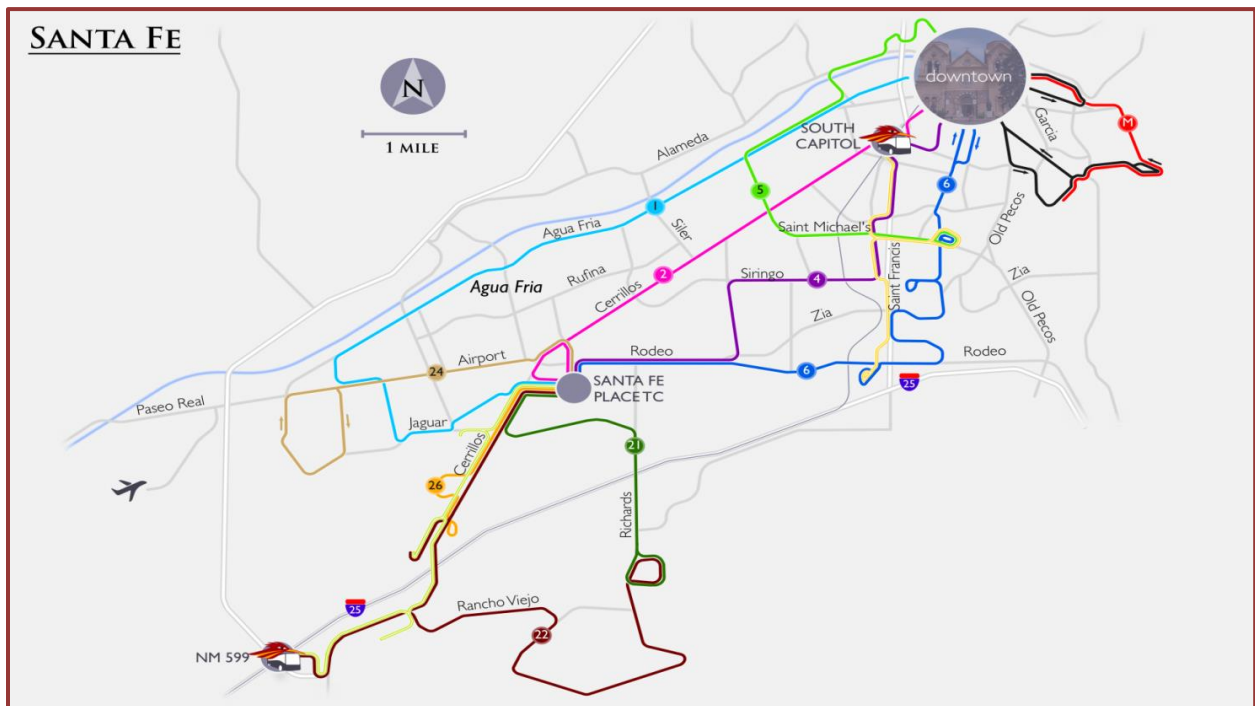 SANTA FE
N
1 MILE
downtown
SOUTH
CAPITOL
Garcia
M
Alameda
5
6
1
Agua Fria
Siler
Saint Michael's
Old Pecos
Rufina
Agua Fria
2
Cerrillos
Siringo
4
Saint Francis
Zia
Zia
Old Pecos
Airport
24
Rodeo
6
Rodeo
25
SANTA FE
PLACE TC
Paseo Real
Jaguar
Cerrillos
21
26
Richards
25
Rancho Viejo
22
NM 599